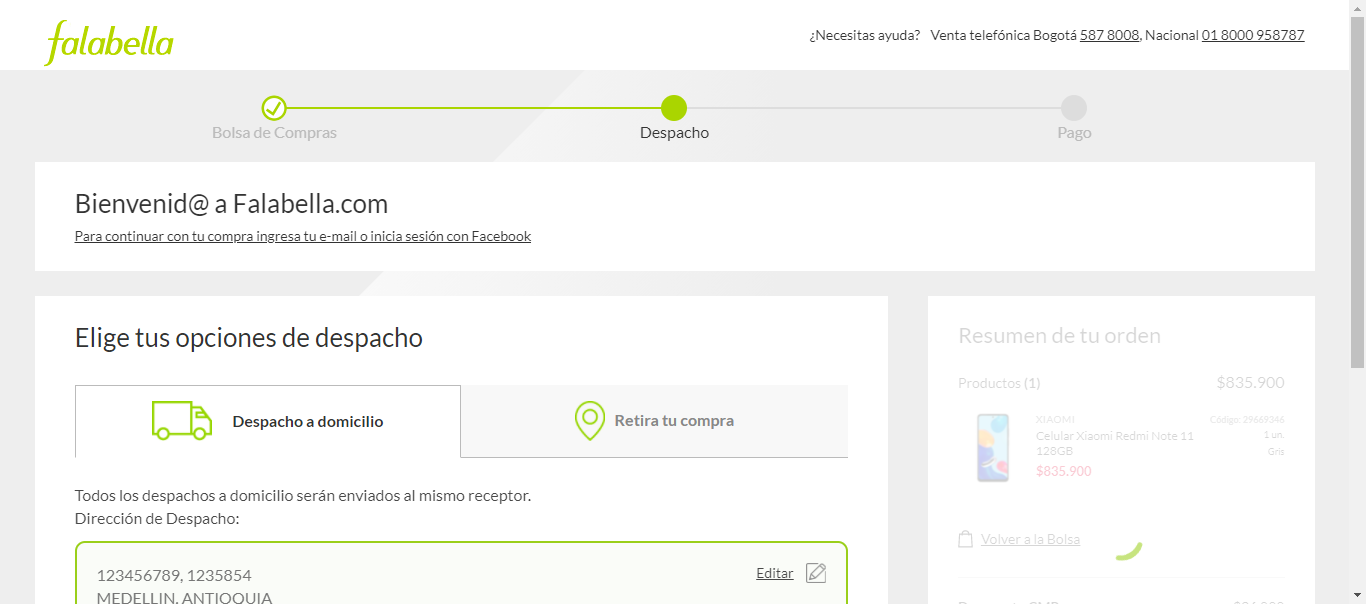 falabella
¿Necesitas ayuda? Venta telefónica Bogotá 587 8008, Nacional 01 8000 958787
Bolsa de Compras
Despacho
Pago
Bienvenid@ a Falabella.com
Para continuar con tu compra ingresa tu e-mail o inicia sesión con Facebook
Elige tus opciones de despacho
Despacho a domicilio
Retira tu compra
Todos los despachos a domicilio serán enviados al mismo receptor.
Dirección de Despacho:
123456789, 1235854
Editar
MEDELLIN, ANTIOQUIA
Resumen de tu orden
Productos (1) $835.900
XIAOMI Código: 29669346
Celular Xiaomi Redmi Note 11 1 un.
128GB Gris
$835.900
Volver a la Bolsa